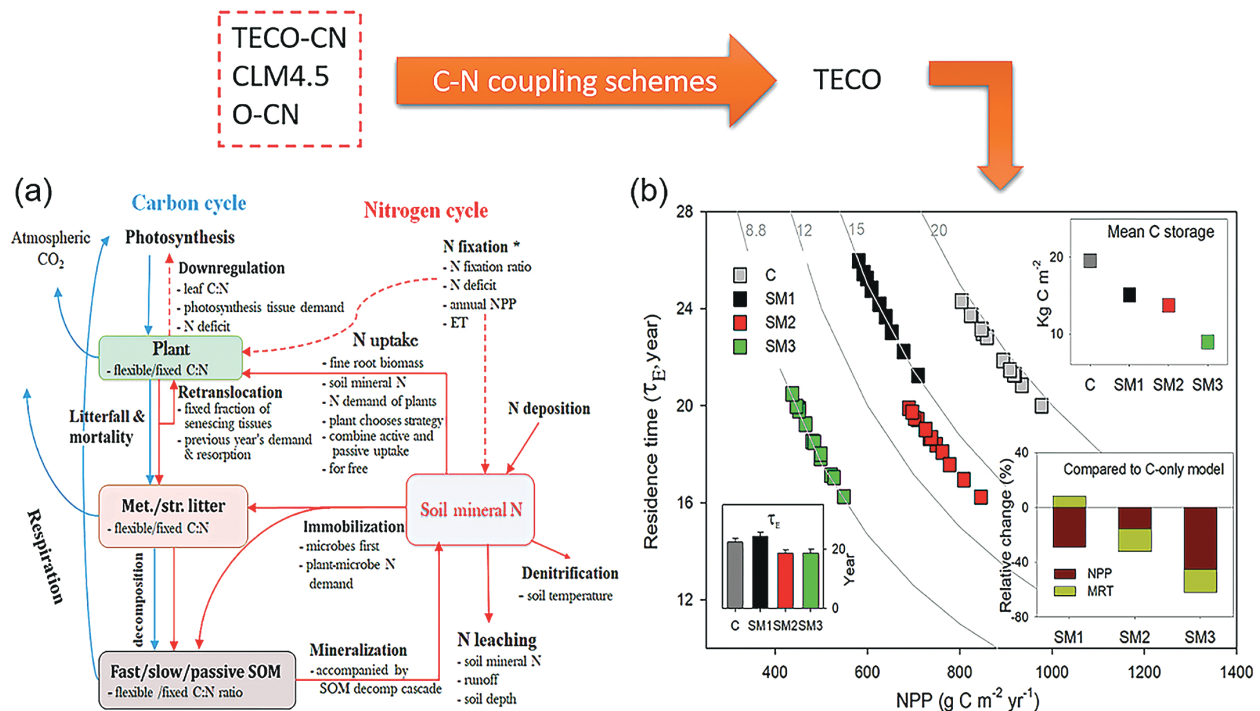 TECO-CN
CLM4.5
O-CN
C-N coupling schemes
TECO
(a)
Carbon cycle
Nitrogen cycle
Atmospheric
CO2
Photosynthesis
Downregulation
- leaf C:N
- photosynthesis tissue demand
- N deficit
N fixation *
- N fixation ratio
- N deficit
- annual NPP
- ET
Plant
- flexible/fixed C:N
N uptake
- fine root biomass
- soil mineral N
- N demand of plants
- plant chooses strategy
- combine active and
passive uptake
- for free
Retranslocation
- fixed fraction of
senescing tissues
- previous year's demand
& resorption
Litterfall &
mortality
N deposition
Met./str. litter
- flexible/fixed C:N
Soil mineral N
Immobilization
- microbes first
- plant-microbe N
demand
Respiration
decomposition
Denitrification
- soil temperature
N leaching
- soil mineral N
- runoff
- soil depth
Mineralization
- accompanied by
SOM decomp cascade
Fast/slow/passive SOM
- flexible /fixed C:N ratio
(b)
Residence time (τE, year)
28
24
20
16
12
8.8
12
15
20
C
SM1
SM2
SM3
Mean C storage
Kg C m-2
20
10
C
SM1
SM2
SM3
Compared to C-only model
Relative change (%)
0
-40
-80
NPP
MRT
SM1
SM2
SM3
τE
Year
20
0
C
SM1
SM2
SM3
400
600
800
1000
1200
1400
NPP (g C m-2 yr-1)